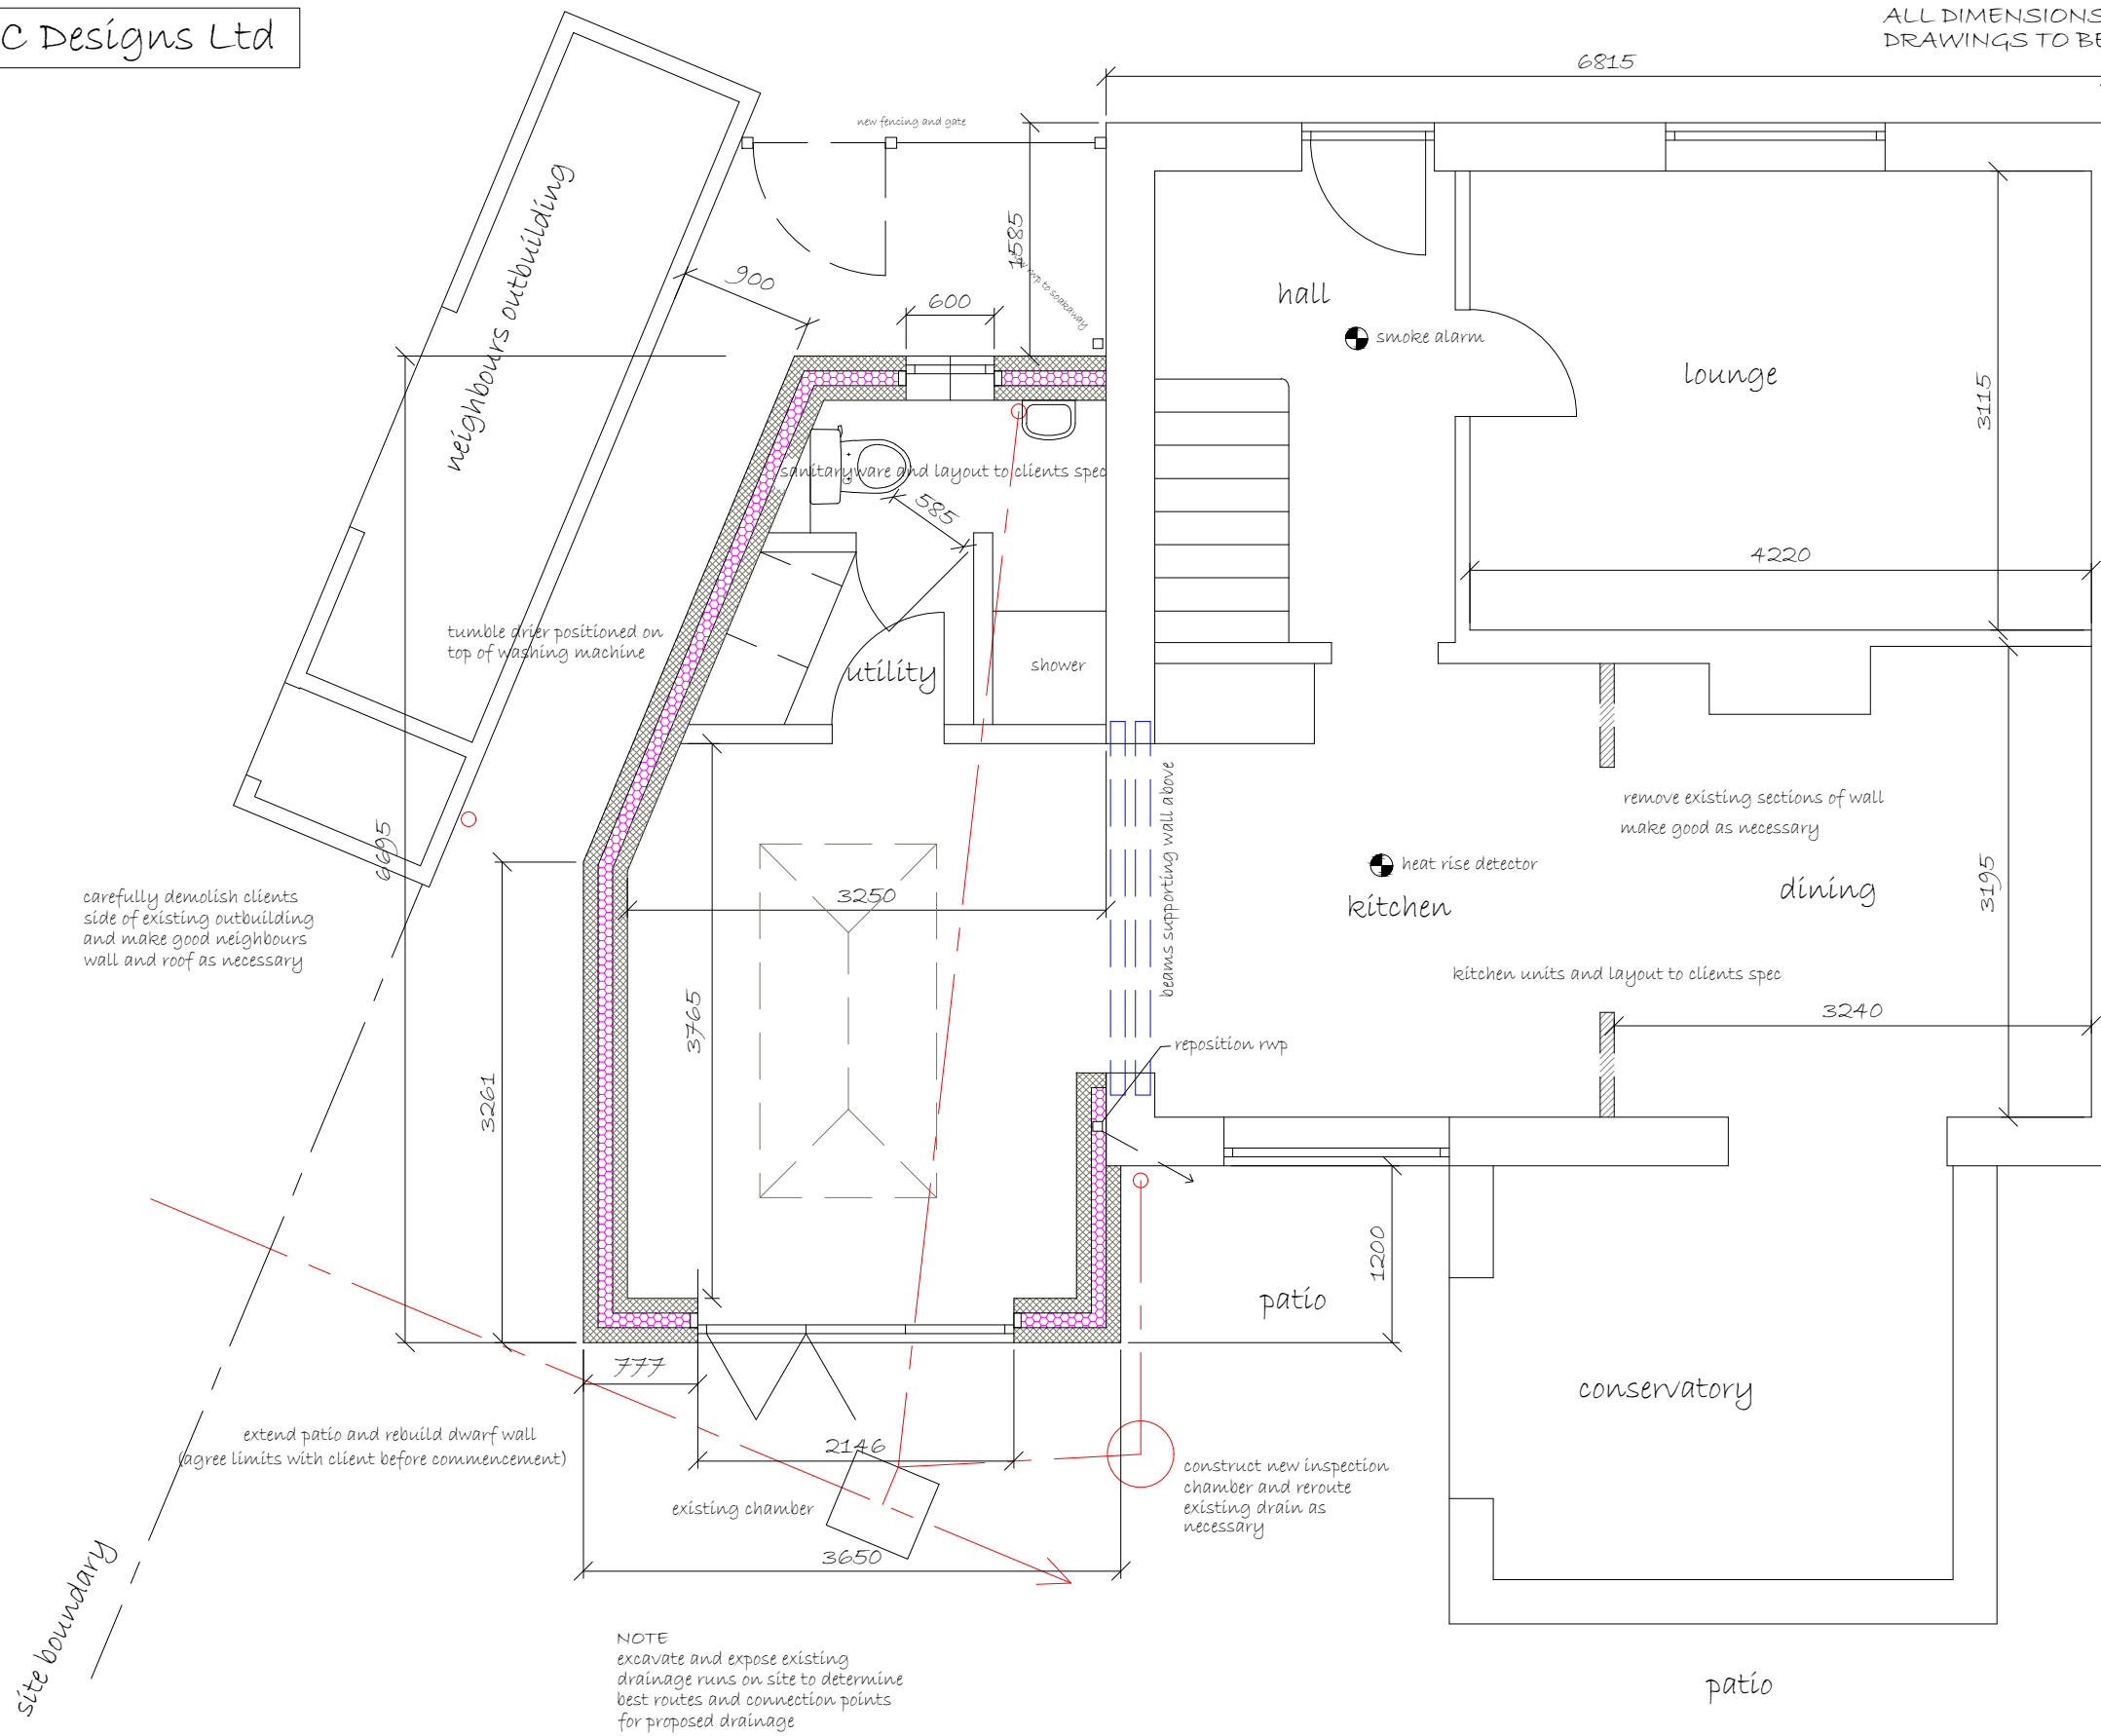 C Designs Ltd
ALL DIMENSIONS
DRAWINGS TO BE
6815
new fencing and gate
neighbours outbuilding
900
600
1585
rwp to soakaway
hall
smoke alarm
lounge
3115
sanitaryware and layout to clients spec
585
4220
tumble drier positioned on
top of washing machine
utility
shower
beams supporting wall above
remove existing sections of wall
make good as necessary
6695
carefully demolish clients
side of existing outbuilding
and make good neighbours
wall and roof as necessary
3250
heat rise detector
kitchen
dining
3195
kitchen units and layout to clients spec
3765
3240
reposition rwp
3261
1200
patio
777
conservatory
extend patio and rebuild dwarf wall
(agree limits with client before commencement)
2146
existing chamber
construct new inspection
chamber and reroute
existing drain as
necessary
3650
site boundary
NOTE
excavate and expose existing
drainage runs on site to determine
best routes and connection points
for proposed drainage
patio